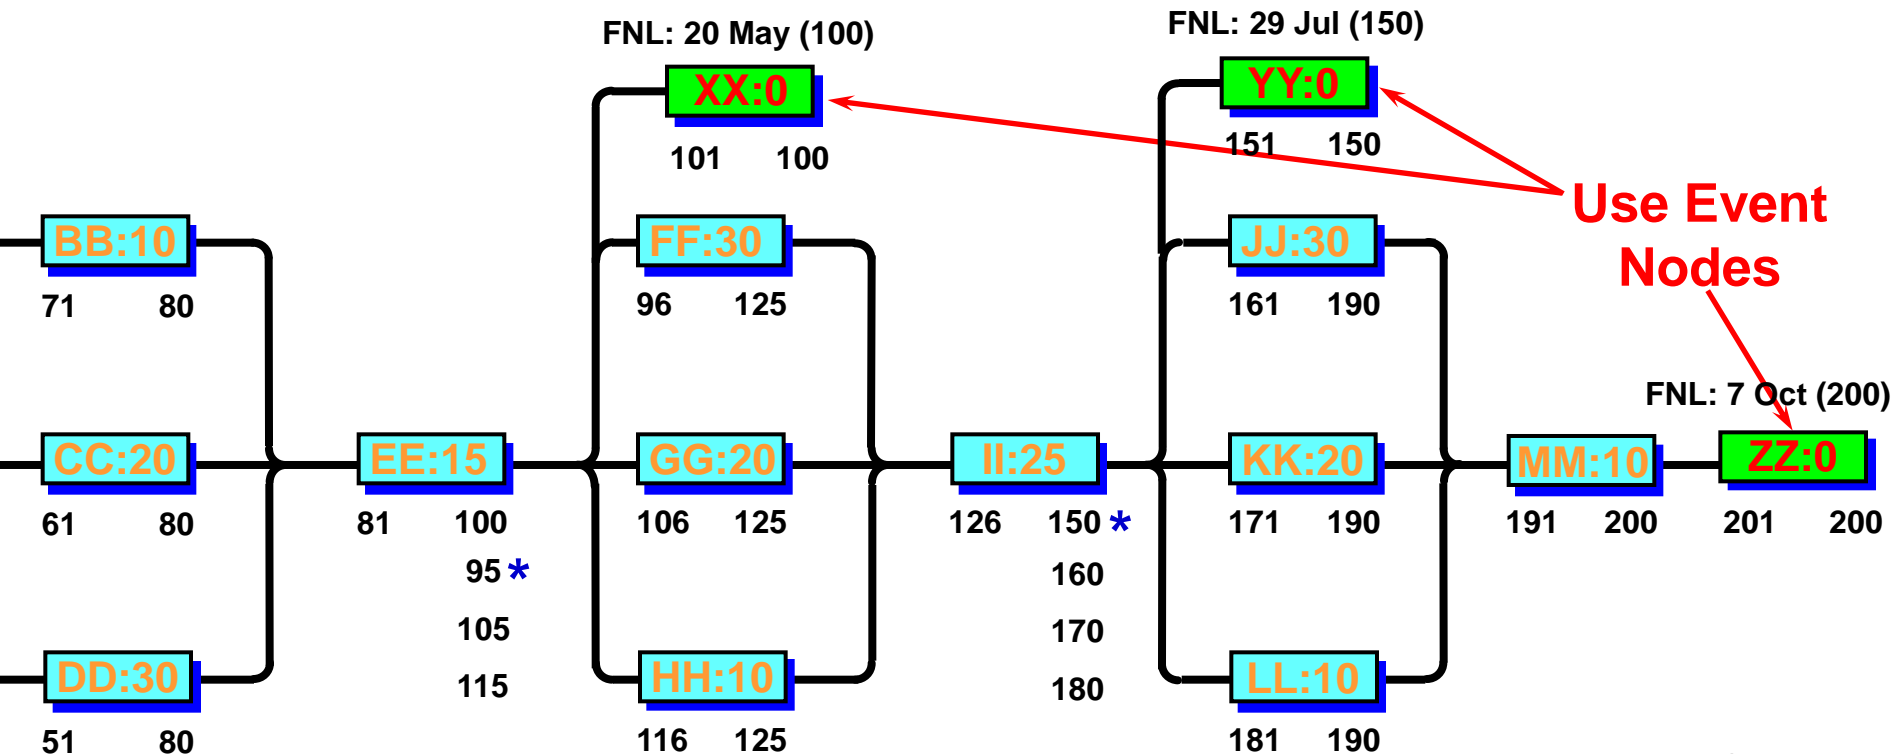 FNL: 20 May (100)
FNL: 29 Jul (150)
XX:0
YY:0
101 100
151 150
Use Event
Nodes
BB:10
FF:30
JJ:30
71 80
96 125
161 190
FNL: 7 Oct (200)
CC:20
EE:15
GG:20
II:25
KK:20
MM:10
ZZ:0
61 80
81 100
106 125
126 150 *
171 190
191 200
201 200
95 *
160
105
170
115
180
DD:30
HH:10
LL:10
51 80
116 125
181 190